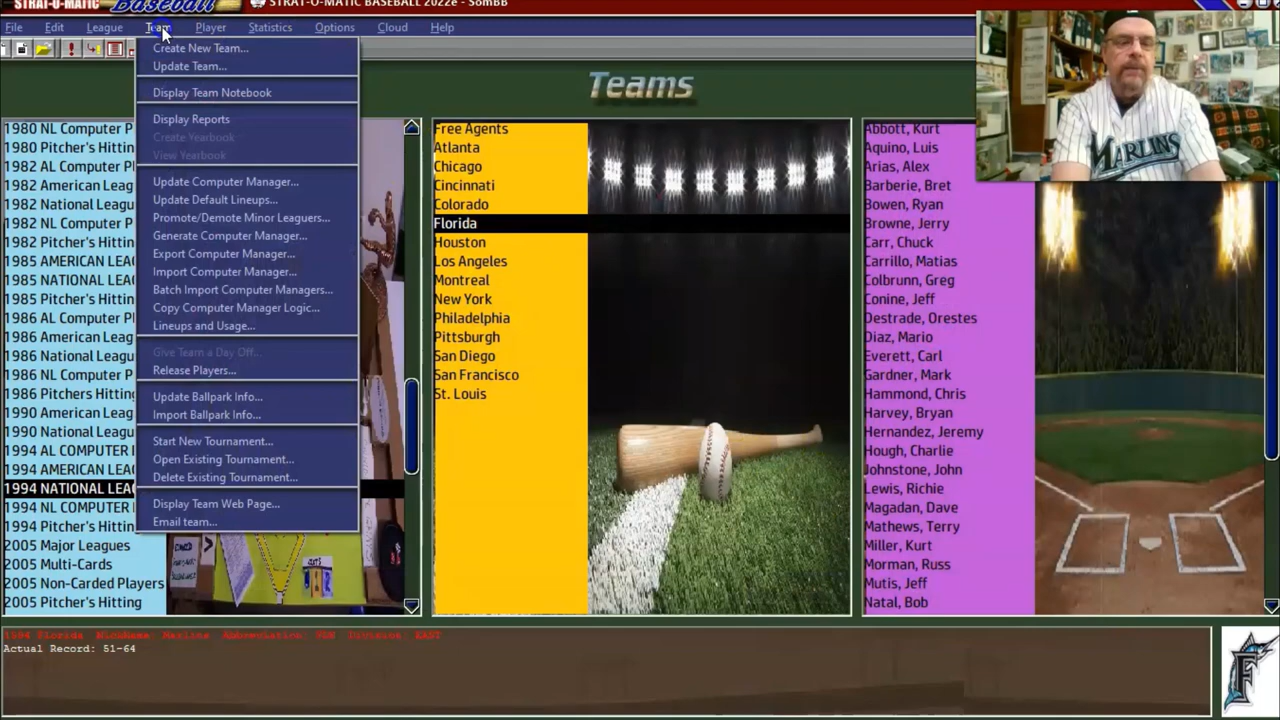 STRAT-O-MATIC
Baseball
STRAT-O-MATIC BASEBALL 2022e - SomBB
File Edit League Team Player Statistics Options Cloud Help
Create New Team...
Update Team...
Display Team Notebook
Display Reports
Create Yearbook
View Yearbook
Update Computer Manager...
Update Default Lineups...
Promote/Demote Minor Leaguers...
Generate Computer Manager...
Export Computer Manager...
Import Computer Manager...
Batch Import Computer Managers...
Copy Computer Manager Logic...
Lineups and Usage...
Give Team a Day Off...
Release Players...
Update Ballpark Info...
Import Ballpark Info...
Start New Tournament...
Open Existing Tournament...
Delete Existing Tournament...
Display Team Web Page...
Email team...
1980 NL Computer P
1980 Pitcher's Hitting
1982 AL Computer P
1982 American Leag
1982 National Leagu
1982 NL Computer P
1982 Pitcher's Hittin
1985 AMERICAN LEA
1985 NATIONAL LEA
1985 Pitcher's Hittin
1986 AL Computer P
1986 American Leag
1986 National Leagu
1986 NL Computer P
1986 Pitchers Hitting
1990 American Leag
1990 National Leagu
1994 AL COMPUTER
1994 AMERICAN LEA
1994 NATIONAL LEA
1994 NL COMPUTER
1994 Pitcher's Hittin
2005 Major Leagues
2005 Multi-Cards
2005 Non-Carded Players
2005 Pitcher's Hitting
Teams
Free Agents
Atlanta
Chicago
Cincinnati
Colorado
Florida
Houston
Los Angeles
Montreal
New York
Philadelphia
Pittsburgh
San Diego
San Francisco
St. Louis
Abbott, Kurt
Aquino, Luis
Arias, Alex
Barberie, Bret
Bowen, Ryan
Browne, Jerry
Carr, Chuck
Carrillo, Matias
Colbrunn, Greg
Conine, Jeff
Destrade, Orestes
Diaz, Mario
Everett, Carl
Gardner, Mark
Hammond, Chris
Harvey, Bryan
Hernandez, Jeremy
Hough, Charlie
Johnstone, John
Lewis, Richie
Magadan, Dave
Mathews, Terry
Miller, Kurt
Morman, Russ
Mutis, Jeff
Natal, Bob
MARLINS
1994 Florida NickName: Marlins Abbreviation: Division: EAST
Actual Record: 51-64
F